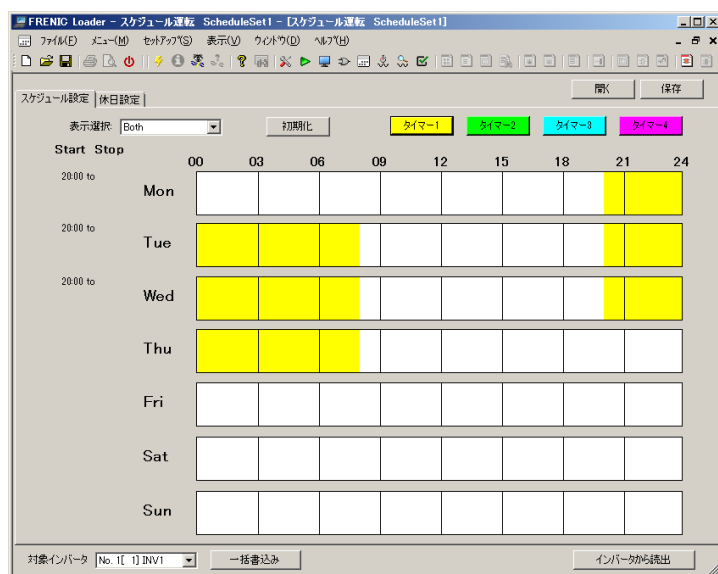 FRENIC Loader - スケジュール運転 ScheduleSet1 - [スケジュール運転 ScheduleSet1]
ファイル(F) メニュー(M) セットアップ(S) 表示(V) ウィンドウ(D) ヘルプ(H)
開く 保存
スケジュール設定 休日設定
表示選択: Both 初期化 タイマー1 タイマー2 タイマー3 タイマー4
Start Stop
00 03 06 09 12 15 18 21 24
20:00 to
Mon
20:00 to
Tue
20:00 to
Wed
Thu
Fri
Sat
Sun
対象インバータ No. 1[ 1] INV1 一括書込み インバータから読出